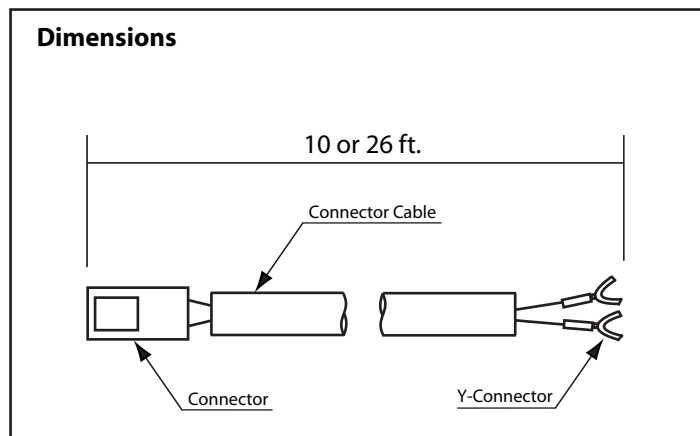 Dimensions
10 or 26 ft.
Connector Cable
Connector
Y-Connector